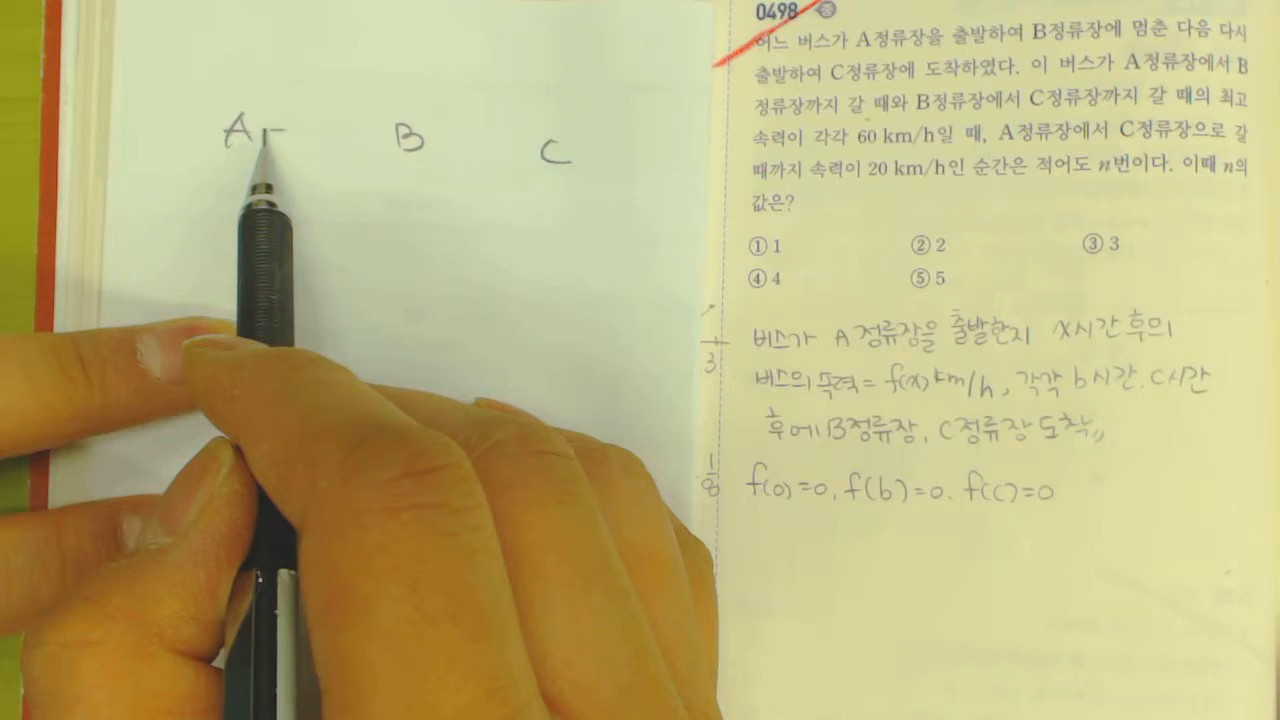 A B C
0498 중
어느 버스가 A정류장을 출발하여 B정류장에 멈춘 다음 다시
출발하여 C정류장에 도착하였다. 이 버스가 A정류장에서 B
정류장까지 갈 때와 B정류장에서 C정류장까지 갈 때의 최고
속력이 각각 60 km/h일 때, A정류장에서 C정류장으로 갈
때까지 속력이 20 km/h인 순간은 적어도 n번이다. 이때 n의
값은?
① 1 ② 2 ③ 3
④ 4 ⑤ 5
버스가 A정류장을 출발한지 x시간 후의
버스의 속력= f(x)km/h, 각각 b시간, c시간
후에 B정류장, C정류장 도착
f(0)=0, f(b)=0, f(c)=0